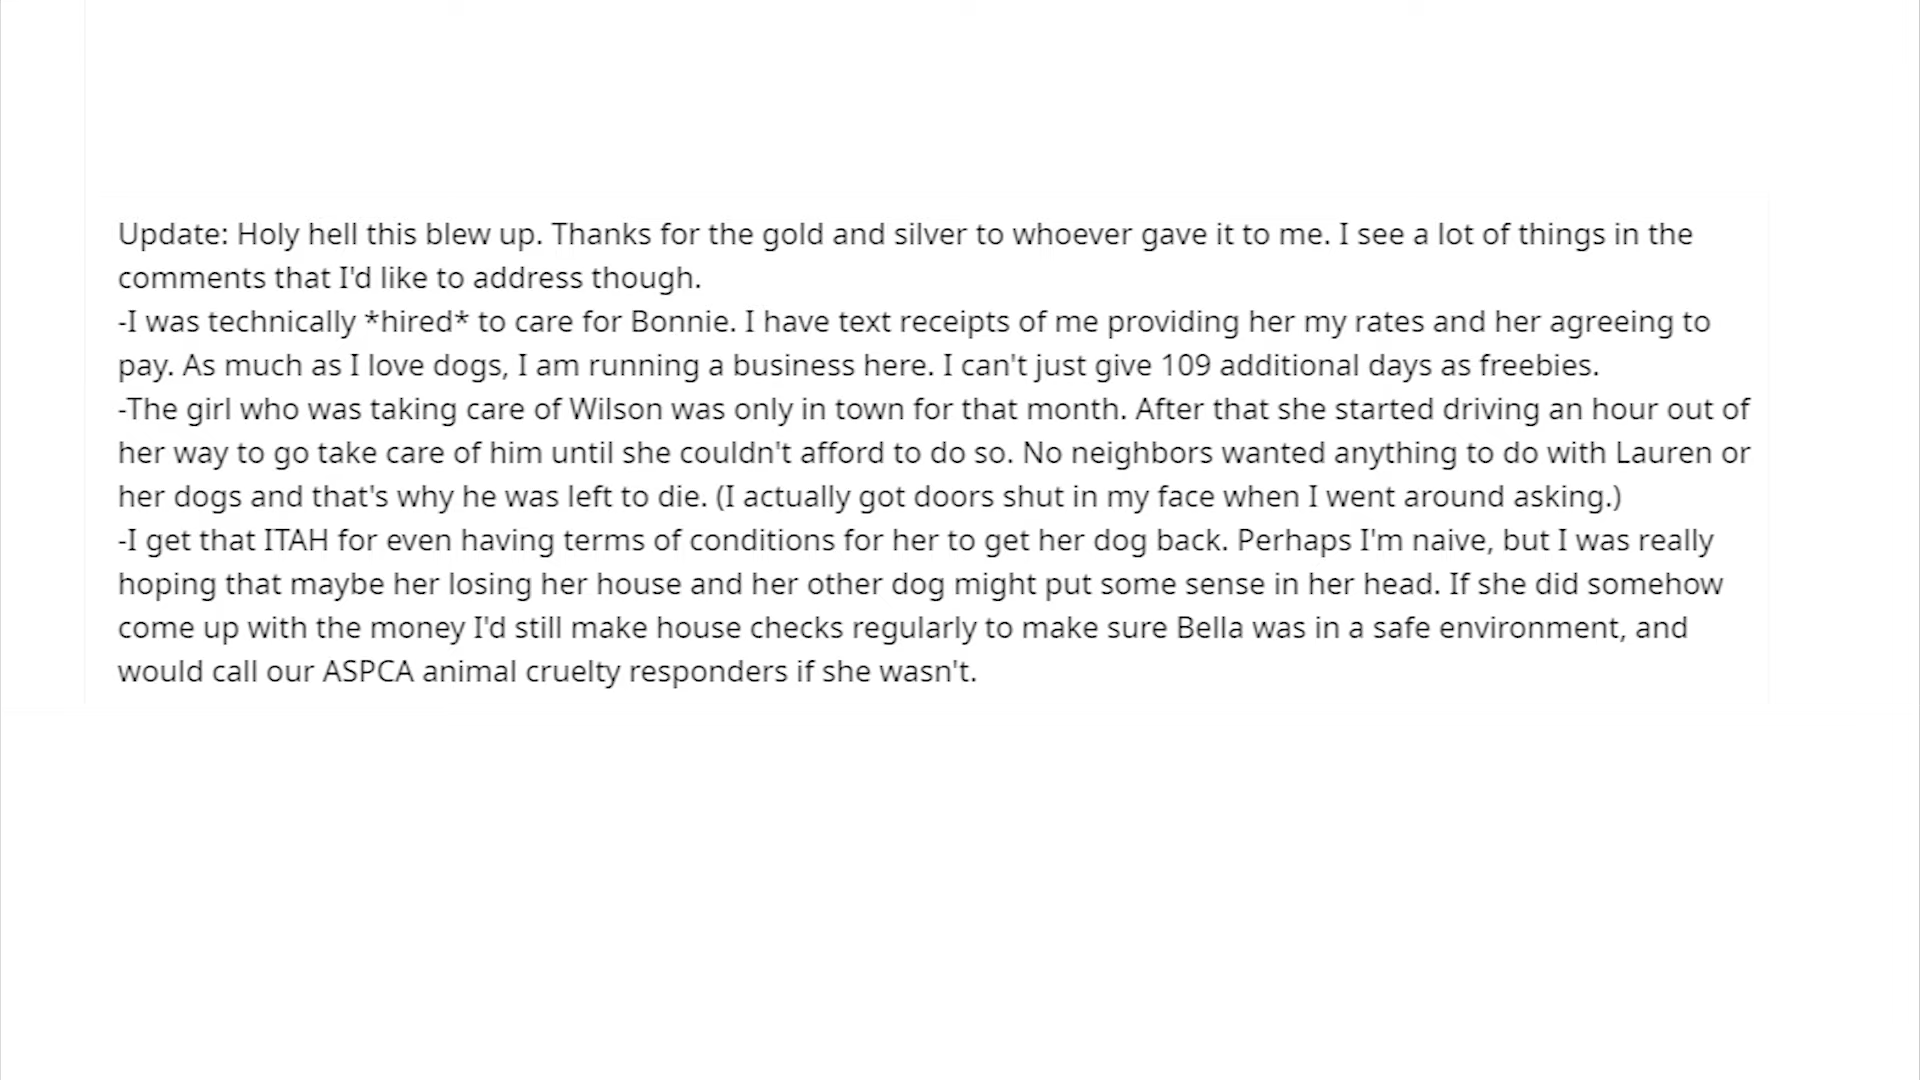 Update: Holy hell this blew up. Thanks for the gold and silver to whoever gave it to me. I see a lot of things in the
comments that I'd like to address though.
-I was technically *hired* to care for Bonnie. I have text receipts of me providing her my rates and her agreeing to
pay. As much as I love dogs, I am running a business here. I can't just give 109 additional days as freebies.
-The girl who was taking care of Wilson was only in town for that month. After that she started driving an hour out of
her way to go take care of him until she couldn't afford to do so. No neighbors wanted anything to do with Lauren or
her dogs and that's why he was left to die. (I actually got doors shut in my face when I went around asking.)
-I get that ITAH for even having terms of conditions for her to get her dog back. Perhaps I'm naive, but I was really
hoping that maybe her losing her house and her other dog might put some sense in her head. If she did somehow
come up with the money I'd still make house checks regularly to make sure Bella was in a safe environment, and
would call our ASPCA animal cruelty responders if she wasn't.